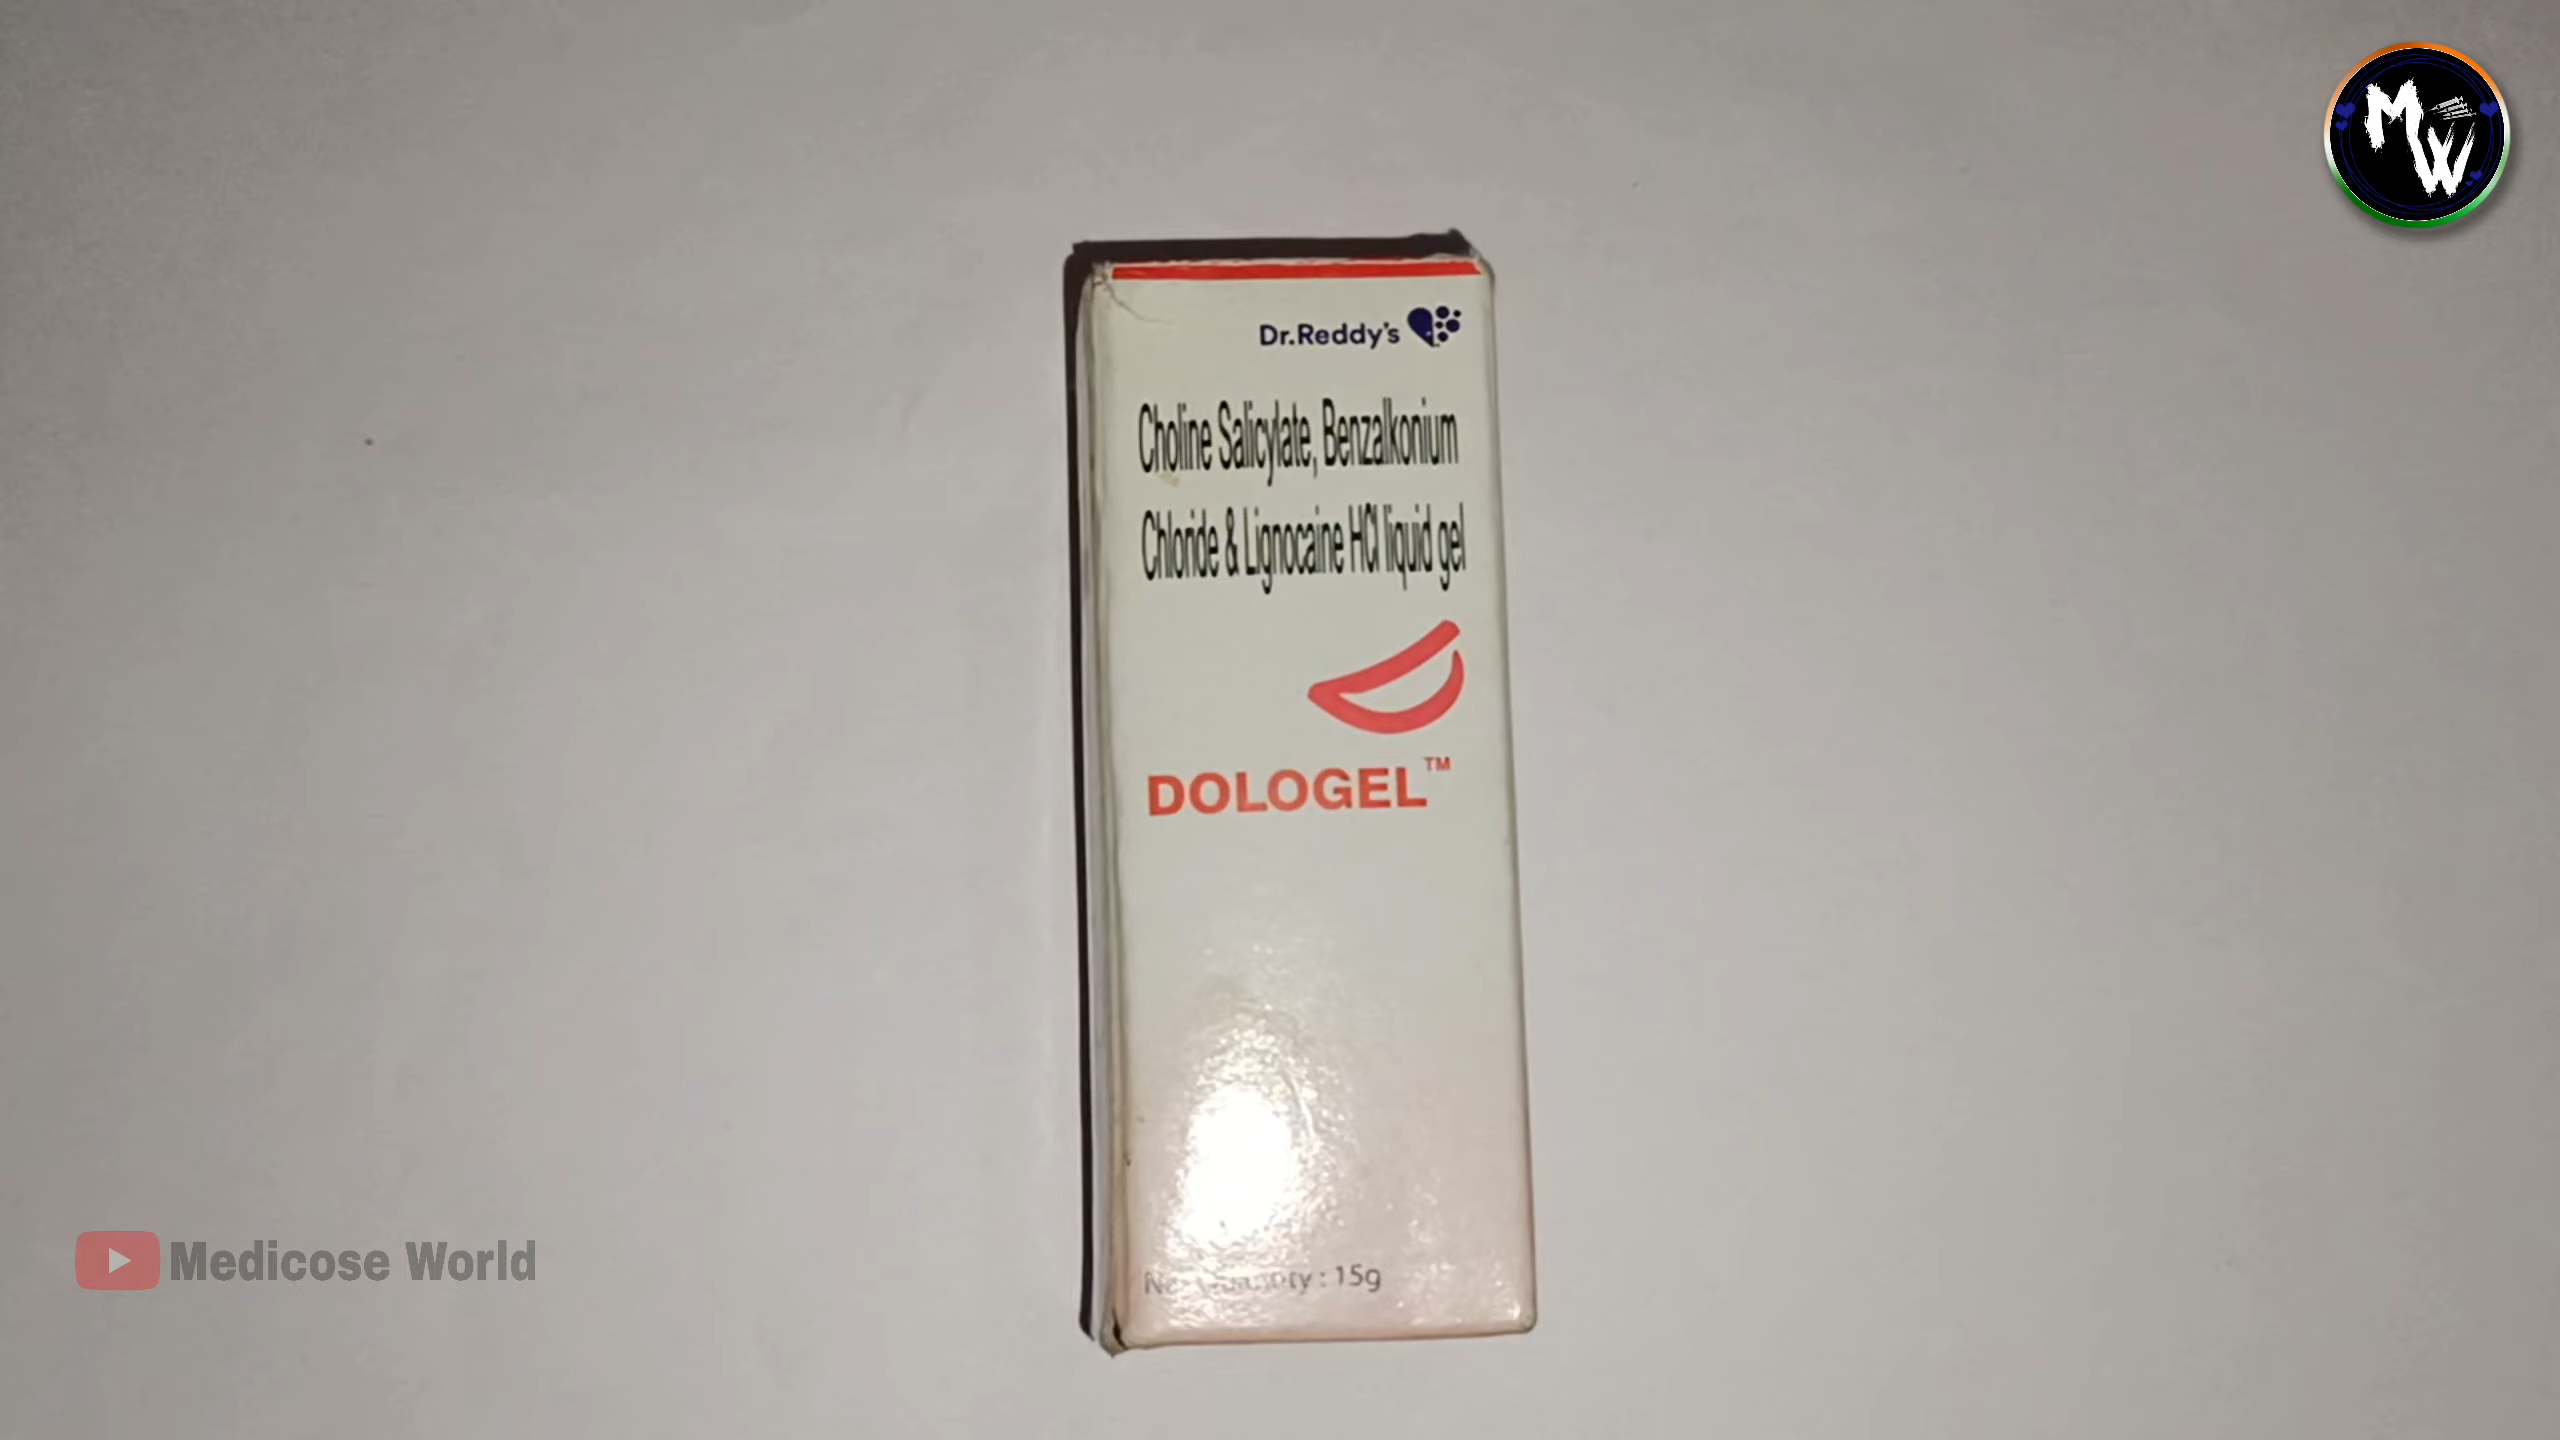 MW
Dr.Reddy's
Choline Salicylate, Benzalkonium
Chloride & Lignocaine HCl liquid gel
DOLOGEL™
: 15g
Medicose World